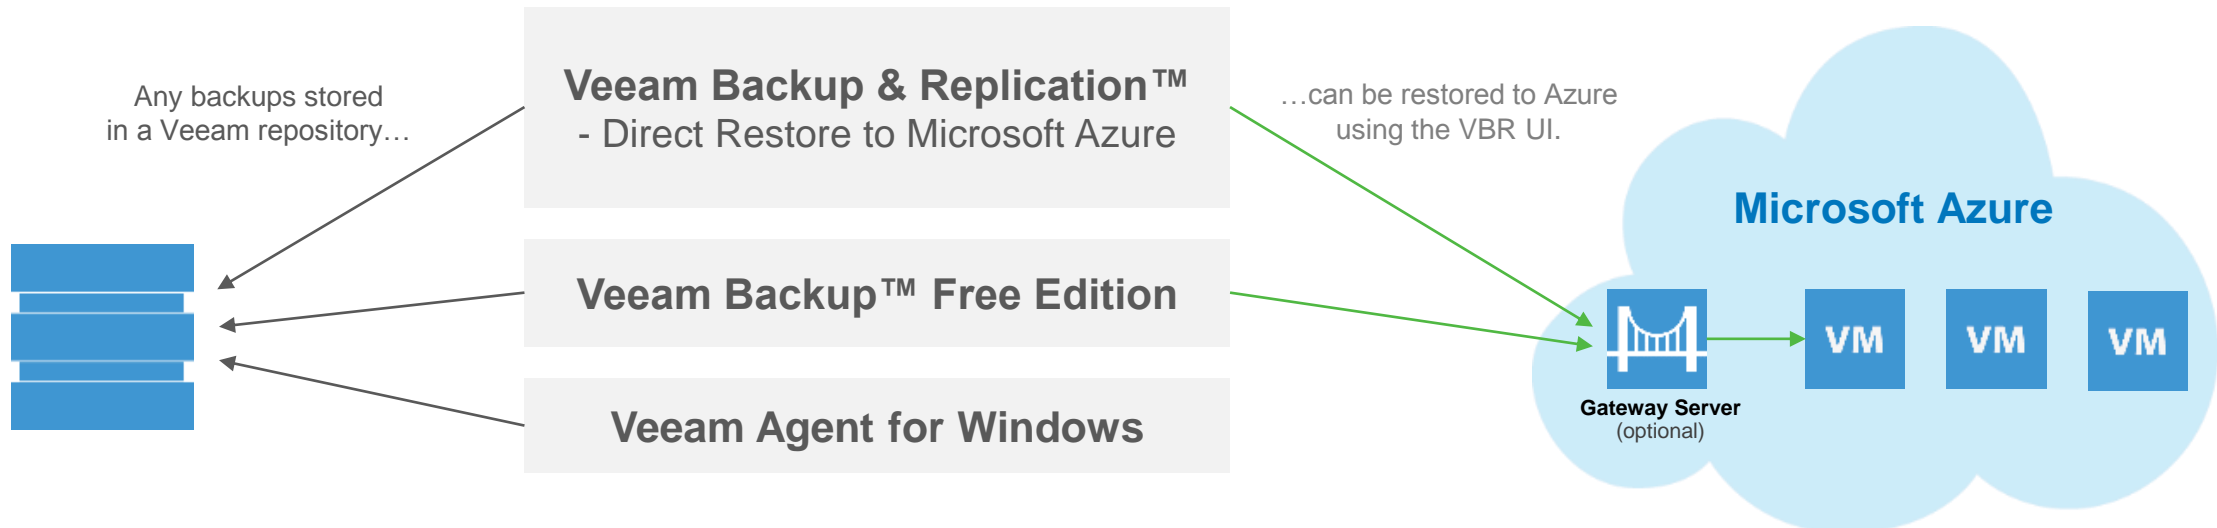 Any backups stored
in a Veeam repository…
Veeam Backup & Replication™
- Direct Restore to Microsoft Azure
…can be restored to Azure
using the VBR UI.
Veeam Backup™ Free Edition
Veeam Agent for Windows
Microsoft Azure
VM
VM
VM
Gateway Server
(optional)